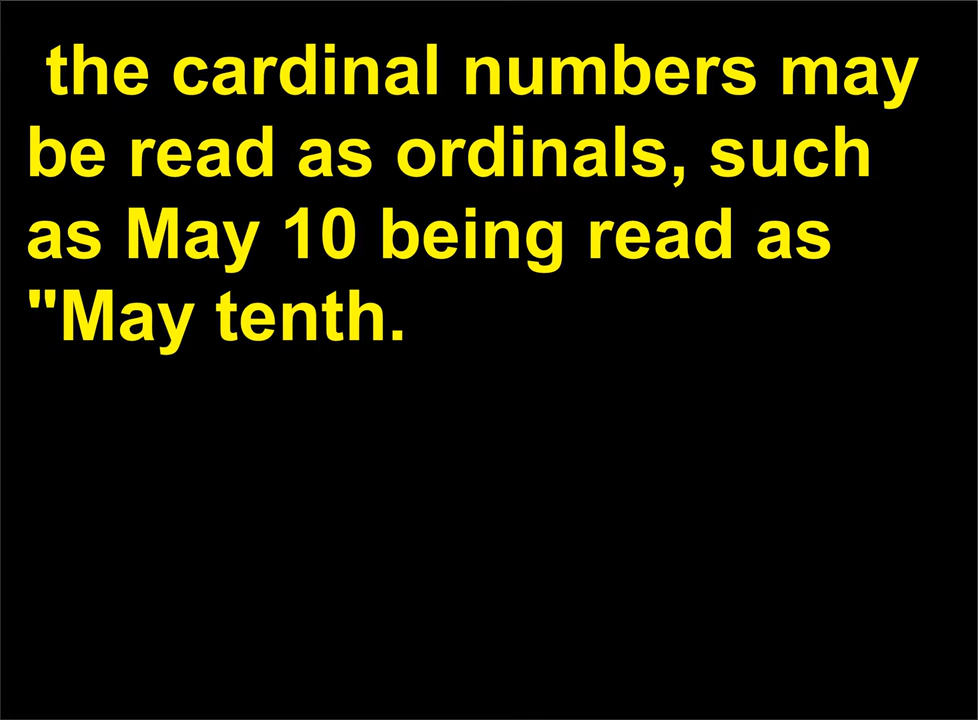 the cardinal numbers may
be read as ordinals, such
as May 10 being read as
"May tenth.